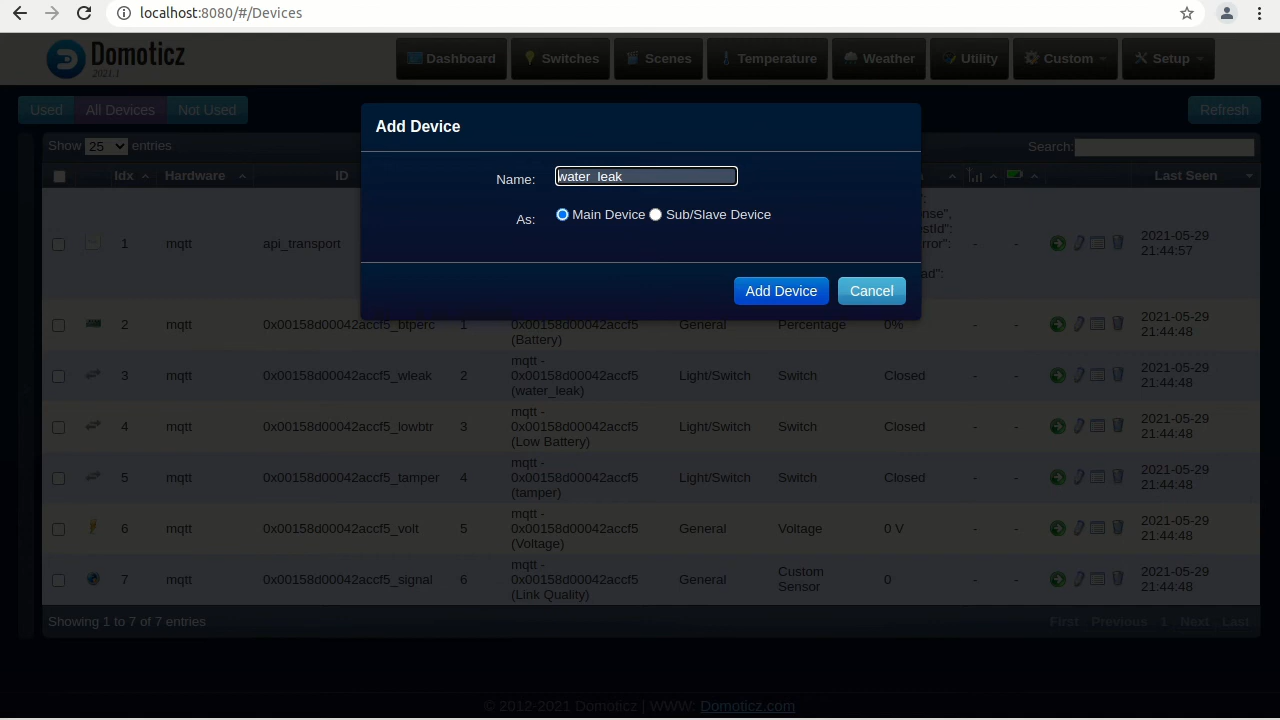 localhost:8080/#/Devices
Domoticz
2021.1
Dashboard Switches Scenes Temperature Weather Utility Custom Setup
Used All Devices Not Used Refresh
Add Device
Name: water_leak
As: Main Device Sub/Slave Device
Add Device Cancel
Show 25 entries Search:
Idx Hardware ID Last Seen
1 mqtt api_transport - - 2021-05-29
21:44:57
2 mqtt 0x00158d00042accf5_btperc 1 0x00158d00042accf5 General Percentage 0% - - 2021-05-29
(Battery) 21:44:48
mqtt -
3 mqtt 0x00158d00042accf5_wleak 2 0x00158d00042accf5 Light/Switch Switch Closed - - 2021-05-29
(water_leak) 21:44:48
mqtt -
4 mqtt 0x00158d00042accf5_lowbtr 3 0x00158d00042accf5 Light/Switch Switch Closed - - 2021-05-29
(Low Battery) 21:44:48
mqtt -
5 mqtt 0x00158d00042accf5_tamper 4 0x00158d00042accf5 Light/Switch Switch Closed - - 2021-05-29
(tamper) 21:44:48
mqtt -
6 mqtt 0x00158d00042accf5_volt 5 0x00158d00042accf5 General Voltage 0 V - - 2021-05-29
(Voltage) 21:44:48
mqtt -
7 mqtt 0x00158d00042accf5_signal 6 0x00158d00042accf5 General Custom Sensor 0 - - 2021-05-29
(Link Quality) 21:44:48
Showing 1 to 7 of 7 entries First Previous 1 Next Last
© 2012-2021 Domoticz | WWW: Domoticz.com